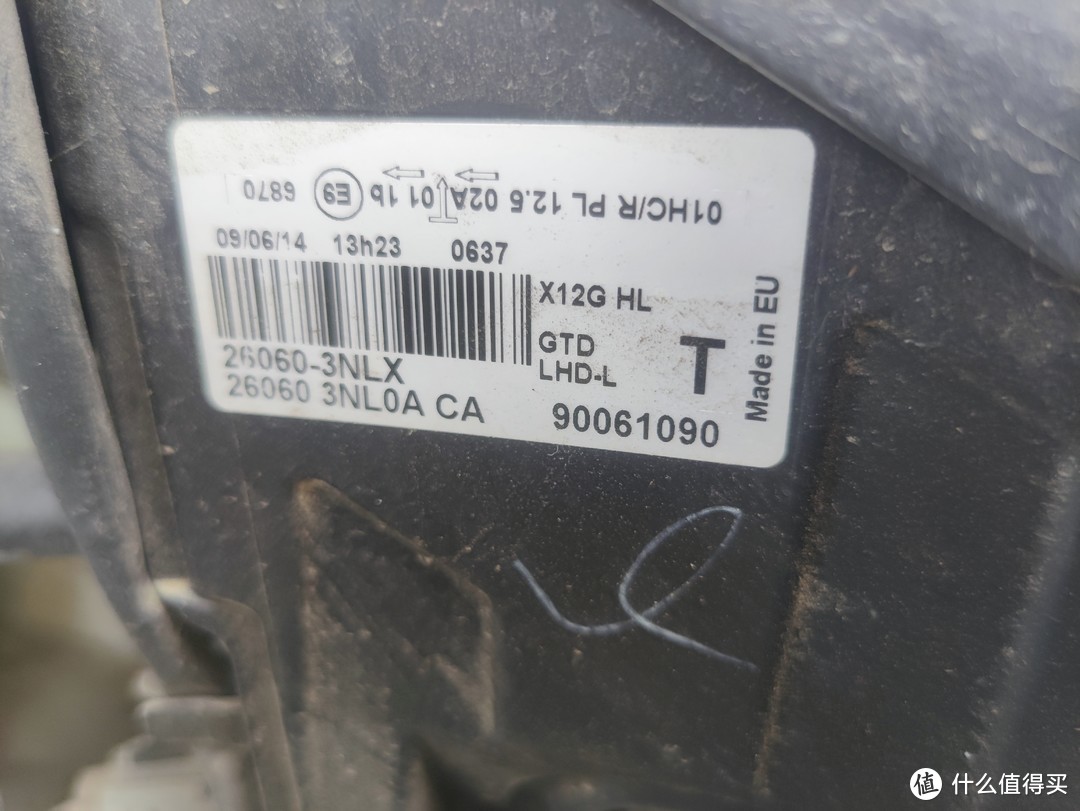 01HC/R PL 12.5 02A 01 1b E9 6870
09/06/14 13h23 0637
X12G HL
GTD
LHD-L
T
Made in EU
26060-3NLX
26060 3NL0A CA
90061090
值 什么值得买